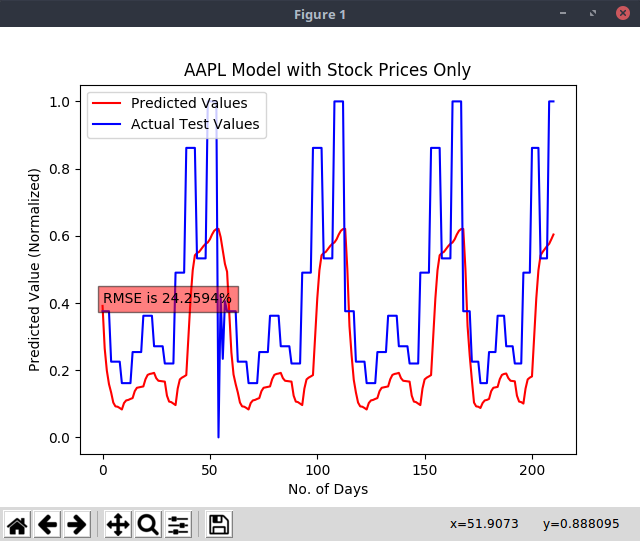 Figure 1
AAPL Model with Stock Prices Only
Predicted Values
Actual Test Values
RMSE is 24.2594%
Predicted Value (Normalized)
1.0
0.8
0.6
0.4
0.2
0.0
0 50 100 150 200
No. of Days
x=51.9073 y=0.888095